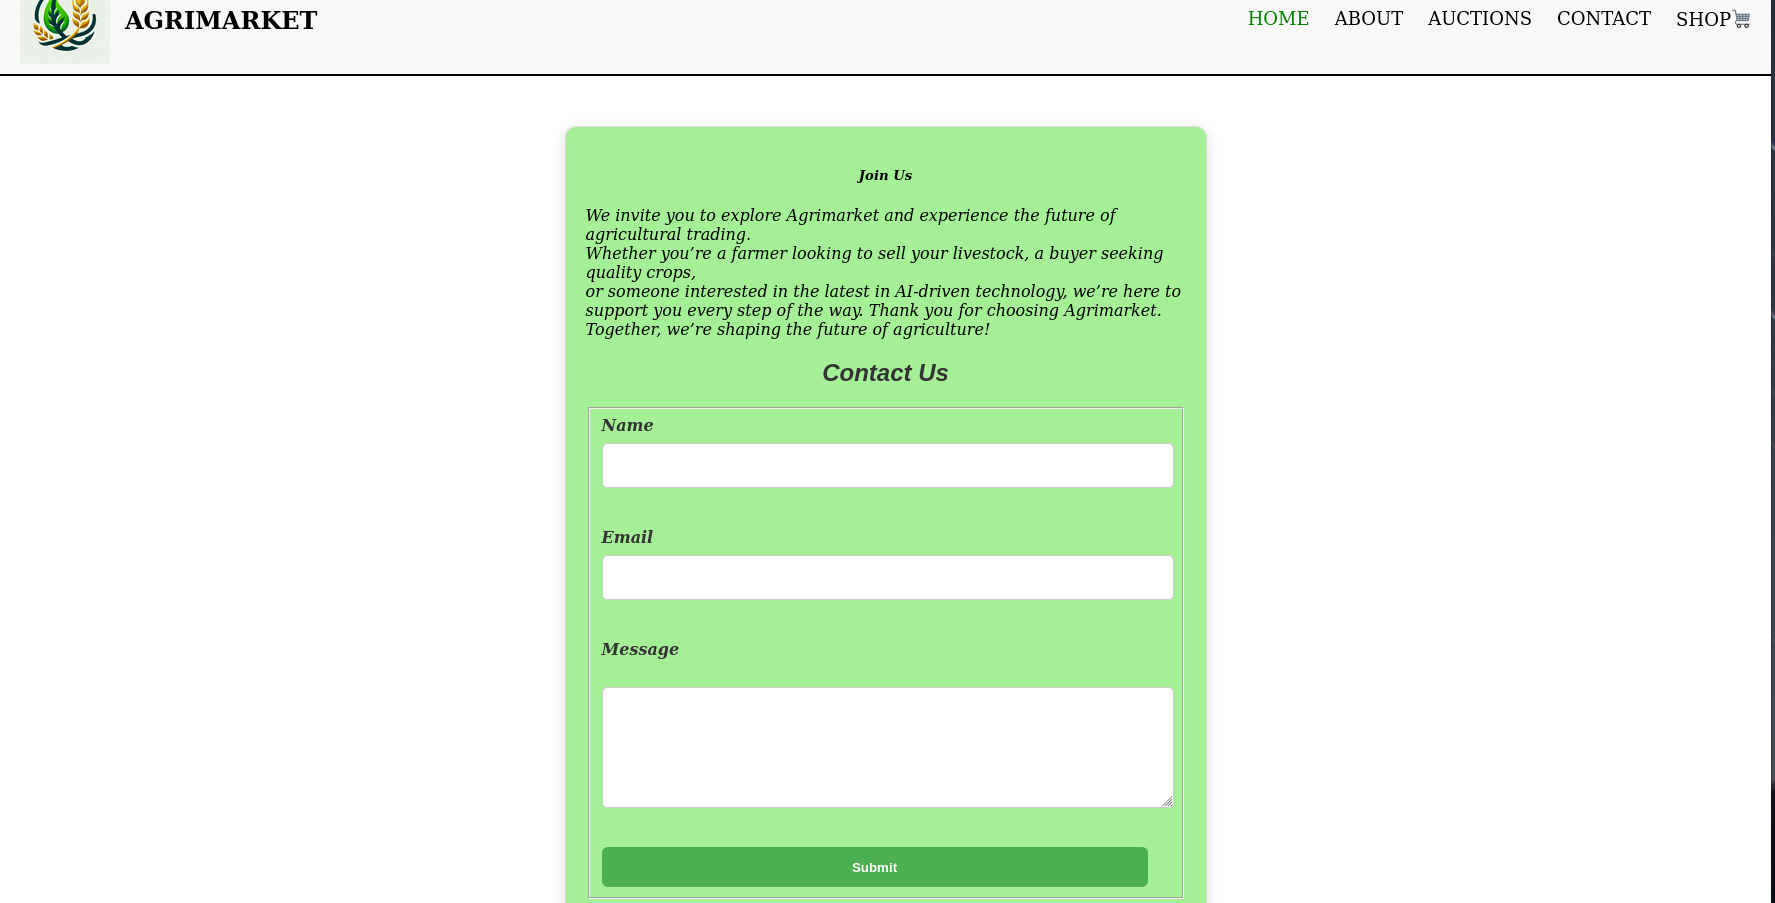 AGRIMARKET
HOME ABOUT AUCTIONS CONTACT SHOP🛒
Join Us
We invite you to explore Agrimarket and experience the future of
agricultural trading.
Whether you’re a farmer looking to sell your livestock, a buyer seeking
quality crops,
or someone interested in the latest in AI-driven technology, we’re here to
support you every step of the way. Thank you for choosing Agrimarket.
Together, we’re shaping the future of agriculture!
Contact Us
Name
Email
Message
Submit